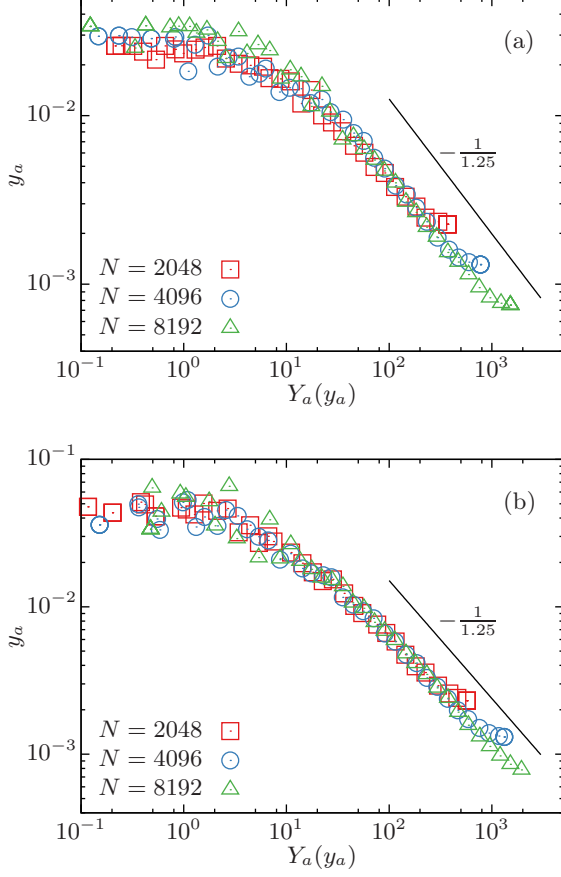 (a)
10^{-2}
y_a
-\frac{1}{1.25}
10^{-3}
N = 2048
N = 4096
N = 8192
10^{-1} 10^{0} 10^{1} 10^{2} 10^{3}
Y_a(y_a)
10^{-1}
(b)
10^{-2}
y_a
-\frac{1}{1.25}
10^{-3}
N = 2048
N = 4096
N = 8192
10^{-1} 10^{0} 10^{1} 10^{2} 10^{3}
Y_a(y_a)